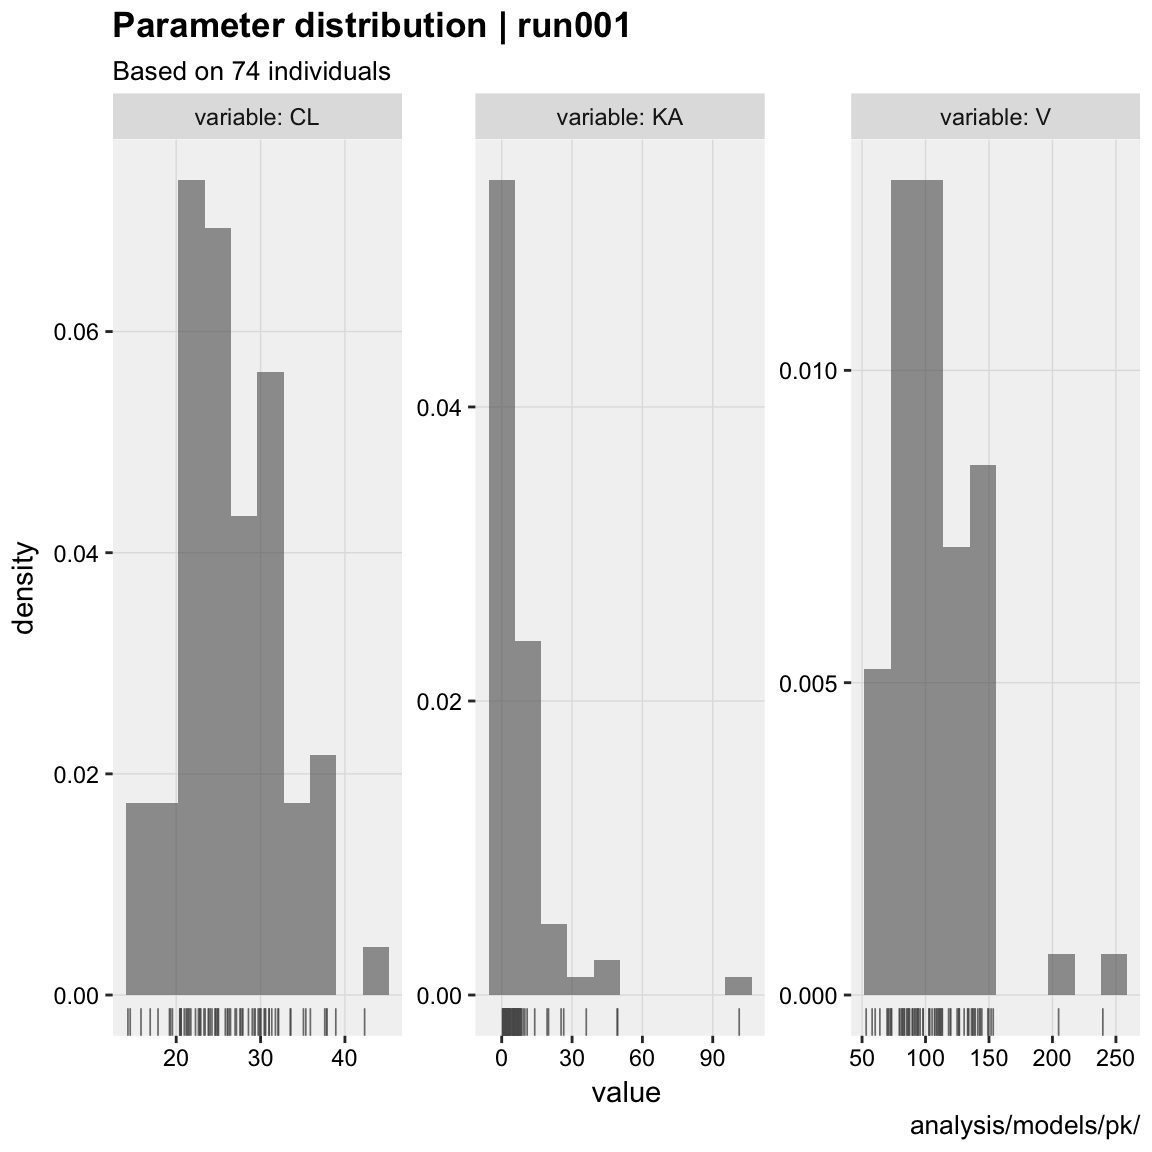 Parameter distribution | run001
Based on 74 individuals
variable: CL
variable: KA
variable: V
density
0.06
0.04
0.02
0.00
0.04
0.02
0.00
0.010
0.005
0.000
20 30 40
0 30 60 90
50 100 150 200 250
value
analysis/models/pk/